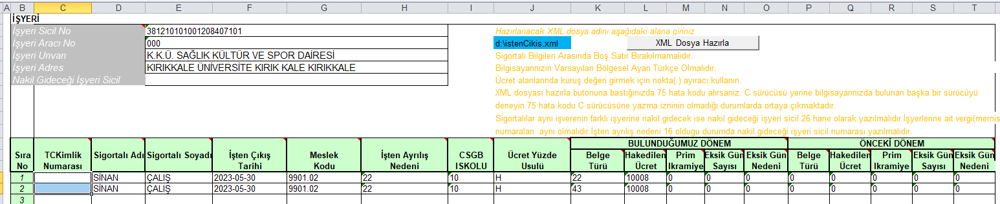 A B C D E F G H I J K L M N O P Q R S T
İŞYERİ
İşyeri Sicil No 381210101001208407101 Hazırlanacak XML dosya adını aşağıdaki alana giriniz
İşyeri Aracı No 000 d:\istenCikis.xml XML Dosya Hazırla
İşyeri Unvan K.K.Ü. SAĞLIK KÜLTÜR VE SPOR DAİRESİ Sigortalı Bilgileri Arasında Boş Satır Bırakılmamalıdır.
İşyeri Adres KIRIKKALE ÜNİVERSİTE KIRIK KALE KIRIKKALE Bilgisayarınızın Varsayılan Bölgesel Ayarı Türkçe Olmalıdır.
Nakil Gideceği İşyeri Sicil Ücret alanlarında kuruş değeri girmek için nokta(.) ayıracı kullanın.
XML dosyası hazırla butonuna bastığınızda 75 hata kodu alırsanız. C sürücüsü yerine bilgisayarınızda bulunan başka bir sürücüyü
deneyin.75 hata kodu C sürücüsüne yazma izninin olmadığı durumlarda ortaya çıkmaktadır.
Sigortalılar aynı işverenin farklı işyerine nakil gidecek ise nakil gideceği işyeri sicil 26 hane olarak yazılmalıdır.İşyerlerine ait vergi(mernis
numaraları aynı olmalıdır.İşten ayrılış nedeni 16 oldugu durumda nakil gideceği işyeri sicil numarası yazılmalıdır.
BULUNDUĞUMUZ DÖNEM ÖNCEKİ DÖNEM
Sıra TCKimlik Sigortalı Adı Sigortalı Soyadı İşten Çıkış Meslek İşten Ayrılış CSGB Ücret Yüzde Belge Hakedilen Prim Eksik Gün Eksik Gün Belge Hakedilen Prim Eksik Gün Eksik Gün
No Numarası Tarihi Kodu Nedeni ISKOLU Usulü Türü Ücret Ikramiye Sayısı Nedeni Türü Ücret Ikramiye Sayısı Nedeni
1 SİNAN ÇALIŞ 2023-05-30 9901.02 22 10 H 22 10008 0 0 0 0 0 0 0 0
2 SİNAN ÇALIŞ 2023-05-30 9901.02 22 10 H 43 10008 0 0 0 0 0 0 0 0
3